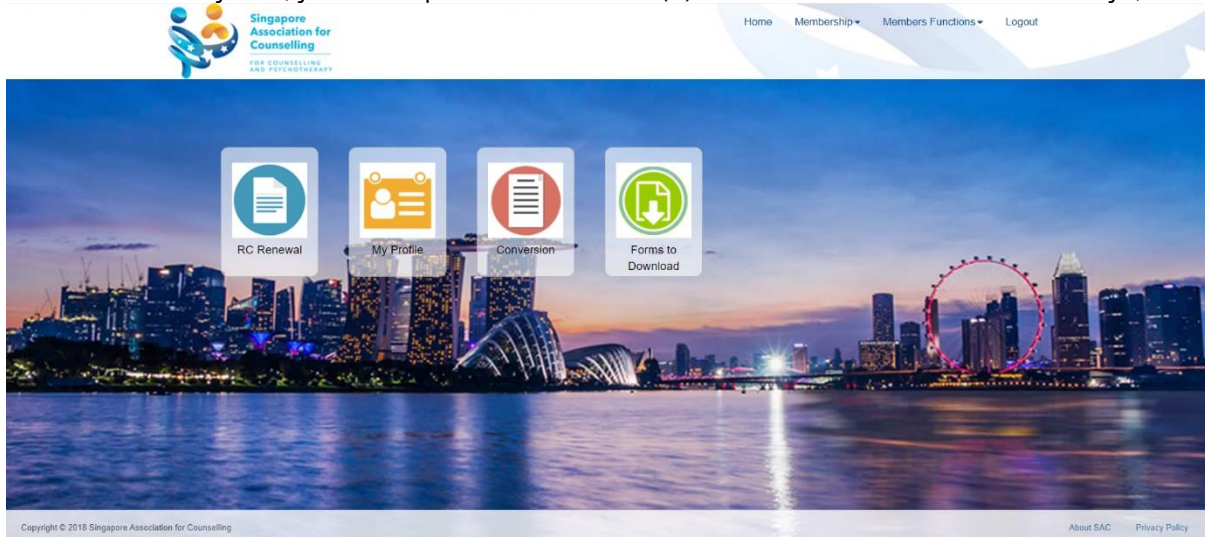 Singapore
Association for
Counselling
FOR COUNSELLING
AND PSYCHOTHERAPY
Home Membership Members Functions Logout
RC Renewal
My Profile
Conversion
Forms to
Download
Copyright © 2018 Singapore Association for Counselling
About SAC Privacy Policy